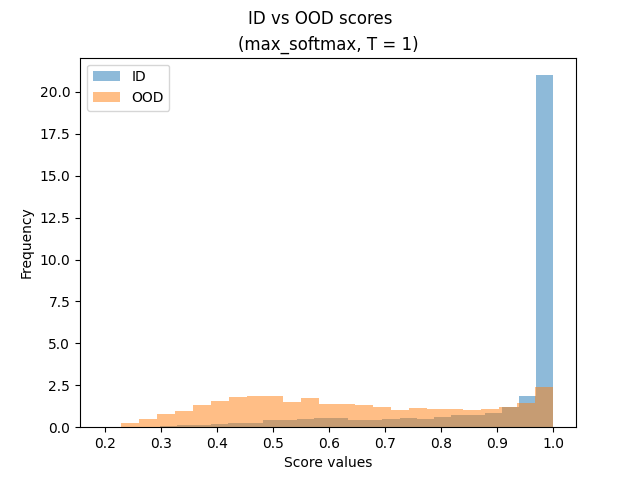 ID vs OOD scores
(max_softmax, T = 1)
ID
OOD
20.0
17.5
15.0
12.5
10.0
7.5
5.0
2.5
0.0
Frequency
0.2 0.3 0.4 0.5 0.6 0.7 0.8 0.9 1.0
Score values